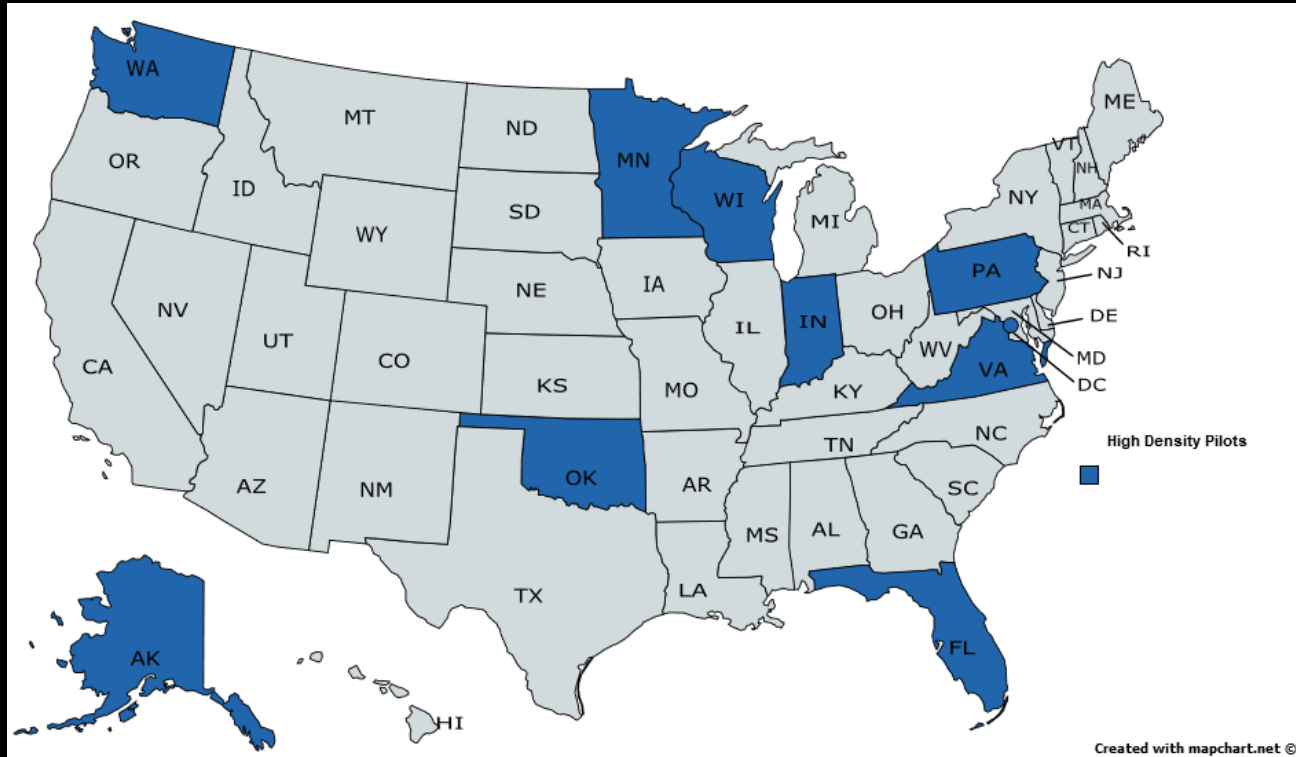 WA
MT
ND
MN
OR
ID
SD
WI
WY
MI
ME
VT
NH
NY
MA
CT
RI
NV
UT
CO
NE
IA
IL
IN
OH
PA
NJ
DE
MD
DC
CA
KS
MO
KY
WV
VA
AZ
NM
OK
AR
TN
NC
SC
TX
LA
MS
AL
GA
FL
AK
HI
High Density Pilots
Created with mapchart.net ©